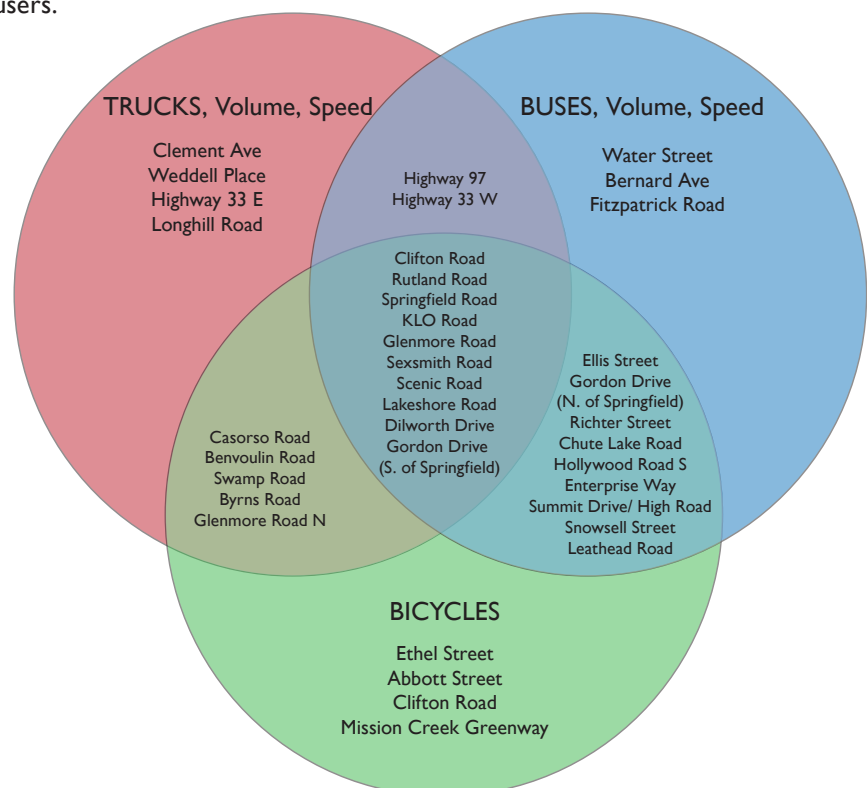 users.
TRUCKS, Volume, Speed
Clement Ave
Weddell Place
Highway 33 E
Longhill Road
BUSES, Volume, Speed
Water Street
Bernard Ave
Fitzpatrick Road
Highway 97
Highway 33 W
Clifton Road
Rutland Road
Springfield Road
KLO Road
Glenmore Road
Sexsmith Road
Scenic Road
Lakeshore Road
Dilworth Drive
Gordon Drive
(S. of Springfield)
Ellis Street
Gordon Drive
(N. of Springfield)
Richter Street
Chute Lake Road
Hollywood Road S
Enterprise Way
Summit Drive/ High Road
Snowsell Street
Leathead Road
Casorso Road
Benvoulin Road
Swamp Road
Byrns Road
Glenmore Road N
BICYCLES
Ethel Street
Abbott Street
Clifton Road
Mission Creek Greenway